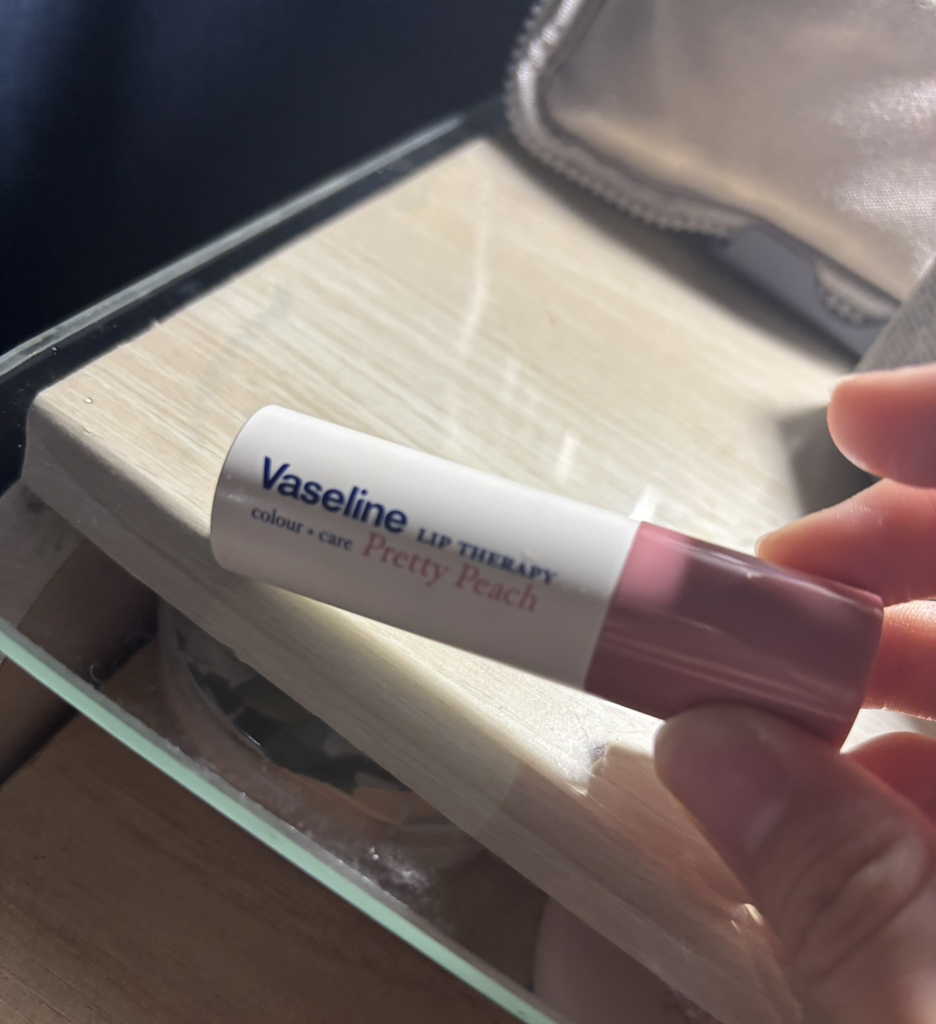 Vaseline LIP THERAPY
colour + care Pretty Peach